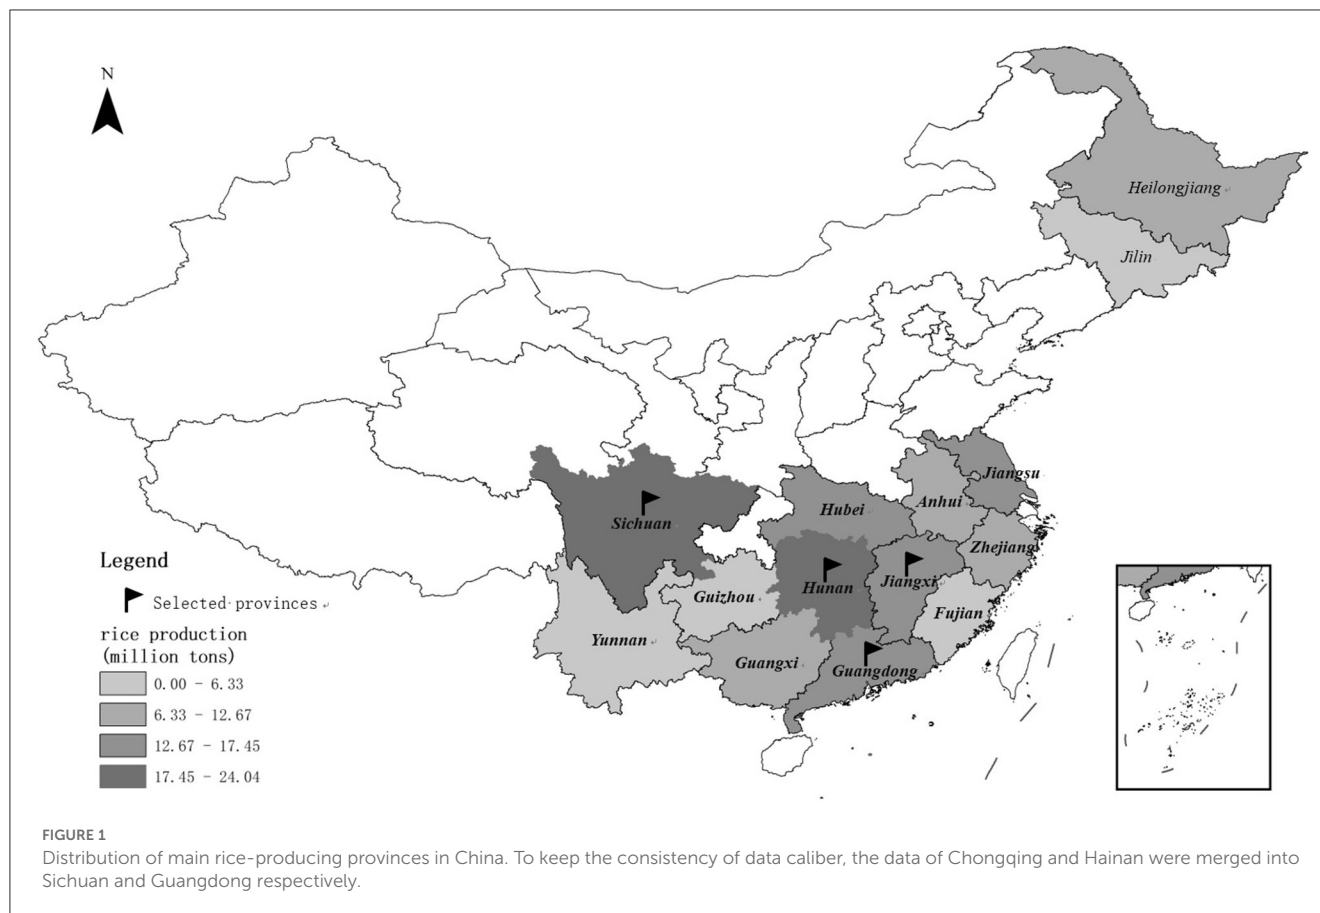 N
Heilongjiang
Jilin
Jiangsu
Anhui
Hubei
Sichuan
Zhejiang
Hunan
Jiangxi
Guizhou
Fujian
Yunnan
Guangxi
Guangdong
Legend
Selected provinces
rice production
(million tons)
0.00 - 6.33
6.33 - 12.67
12.67 - 17.45
17.45 - 24.04
FIGURE 1
Distribution of main rice-producing provinces in China. To keep the consistency of data caliber, the data of Chongqing and Hainan were merged into
Sichuan and Guangdong respectively.